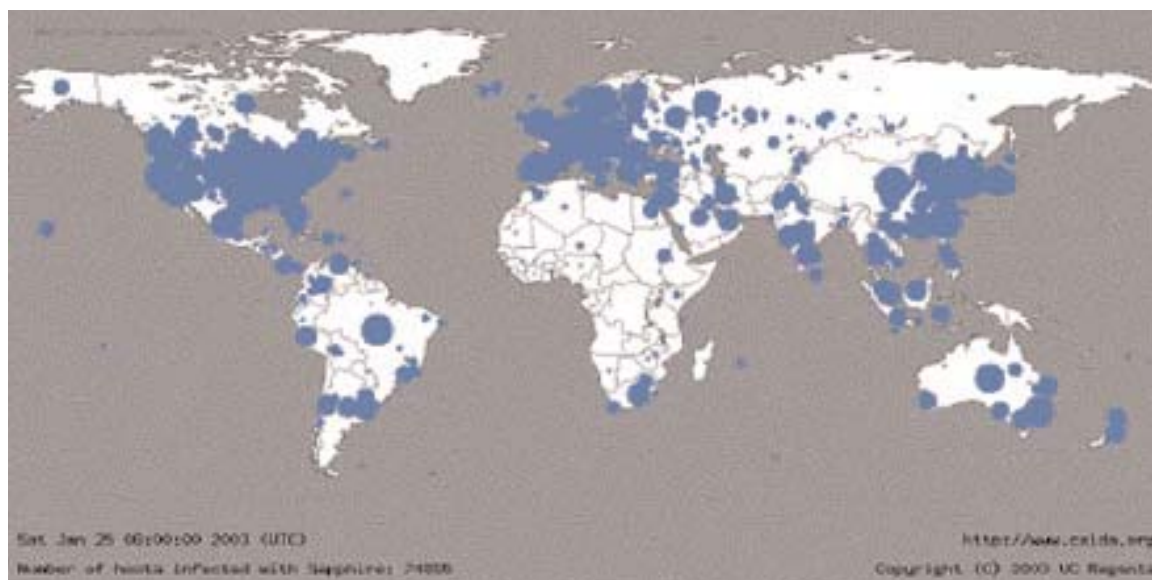 Sat Jan 25 06:00:00 2003 (UTC)
http://www.caida.org
Number of hosts infected with Sapphire: 74855
Copyright (C) 2003 UC Regents